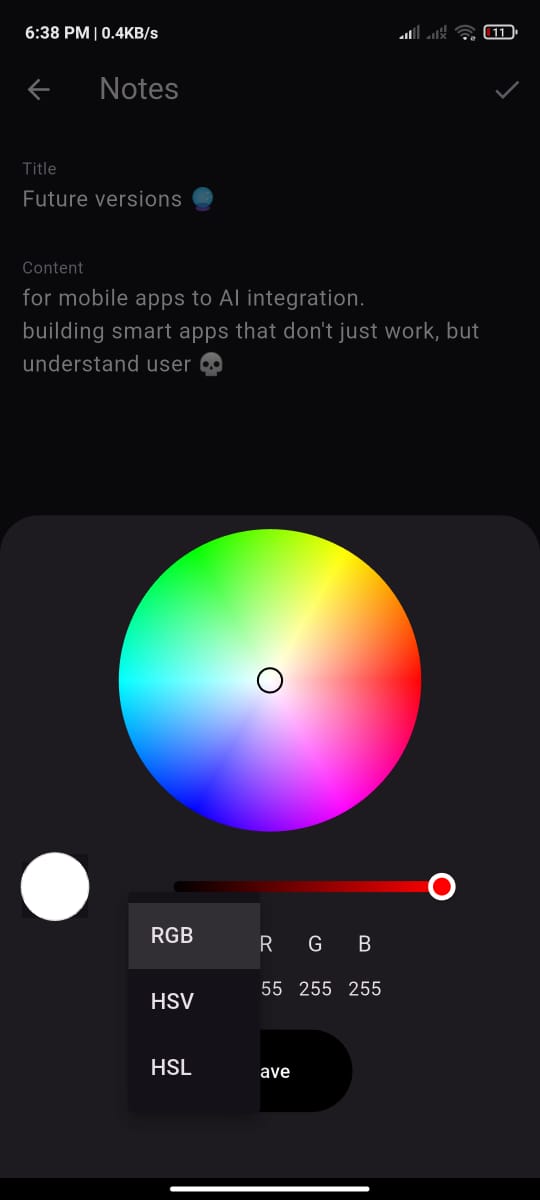 6:38 PM | 0.4KB/s
11
Notes
Title
Future versions 🔮
Content
for mobile apps to AI integration.
building smart apps that don't just work, but
understand user 💀
RGB
HSV
HSL
R G B
55 255 255
ave